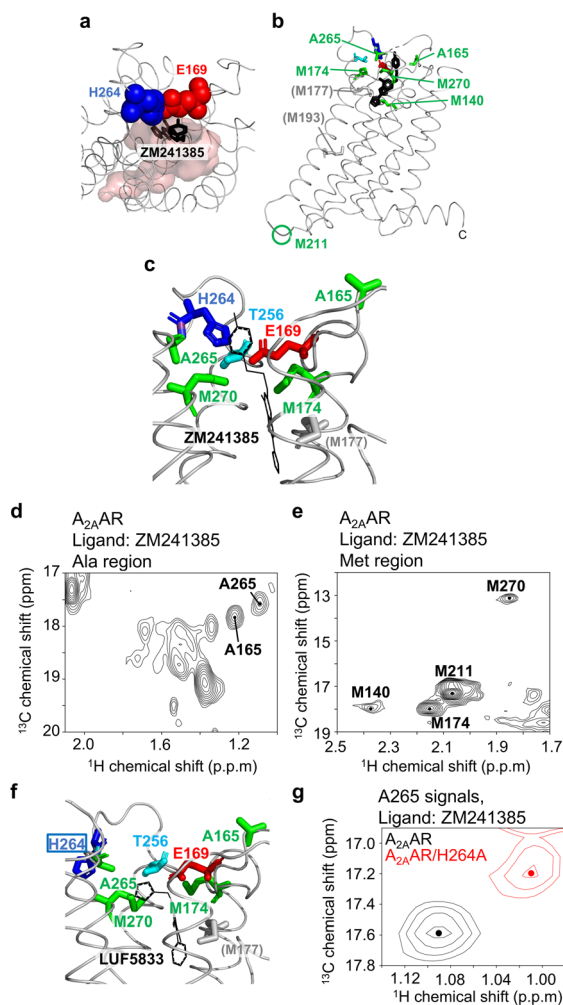 a
E169
H264
ZM241385
b
A265
A165
M174
M270
(M177)
M140
(M193)
M211
C
c
A165
H264
T256
E169
A265
M270
M174
ZM241385
(M177)
d
A2AAR
Ligand: ZM241385
Ala region
17
18
19
20
A265
A165
2.0
1.6
1.2
13C chemical shift (ppm)
1H chemical shift (p.p.m)
e
A2AAR
Ligand: ZM241385
Met region
13
15
17
19
M270
M211
M140
M174
2.5
2.3
2.1
1.9
1.7
13C chemical shift (ppm)
1H chemical shift (p.p.m)
f
A165
H264
T256
E169
A265
M270
M174
LUF5833
(M177)
g
A265 signals,
Ligand: ZM241385
A2AAR
A2AAR/H264A
17.0
17.2
17.4
17.6
17.8
1.12
1.08
1.04
1.00
13C chemical shift (ppm)
1H chemical shift (p.p.m)